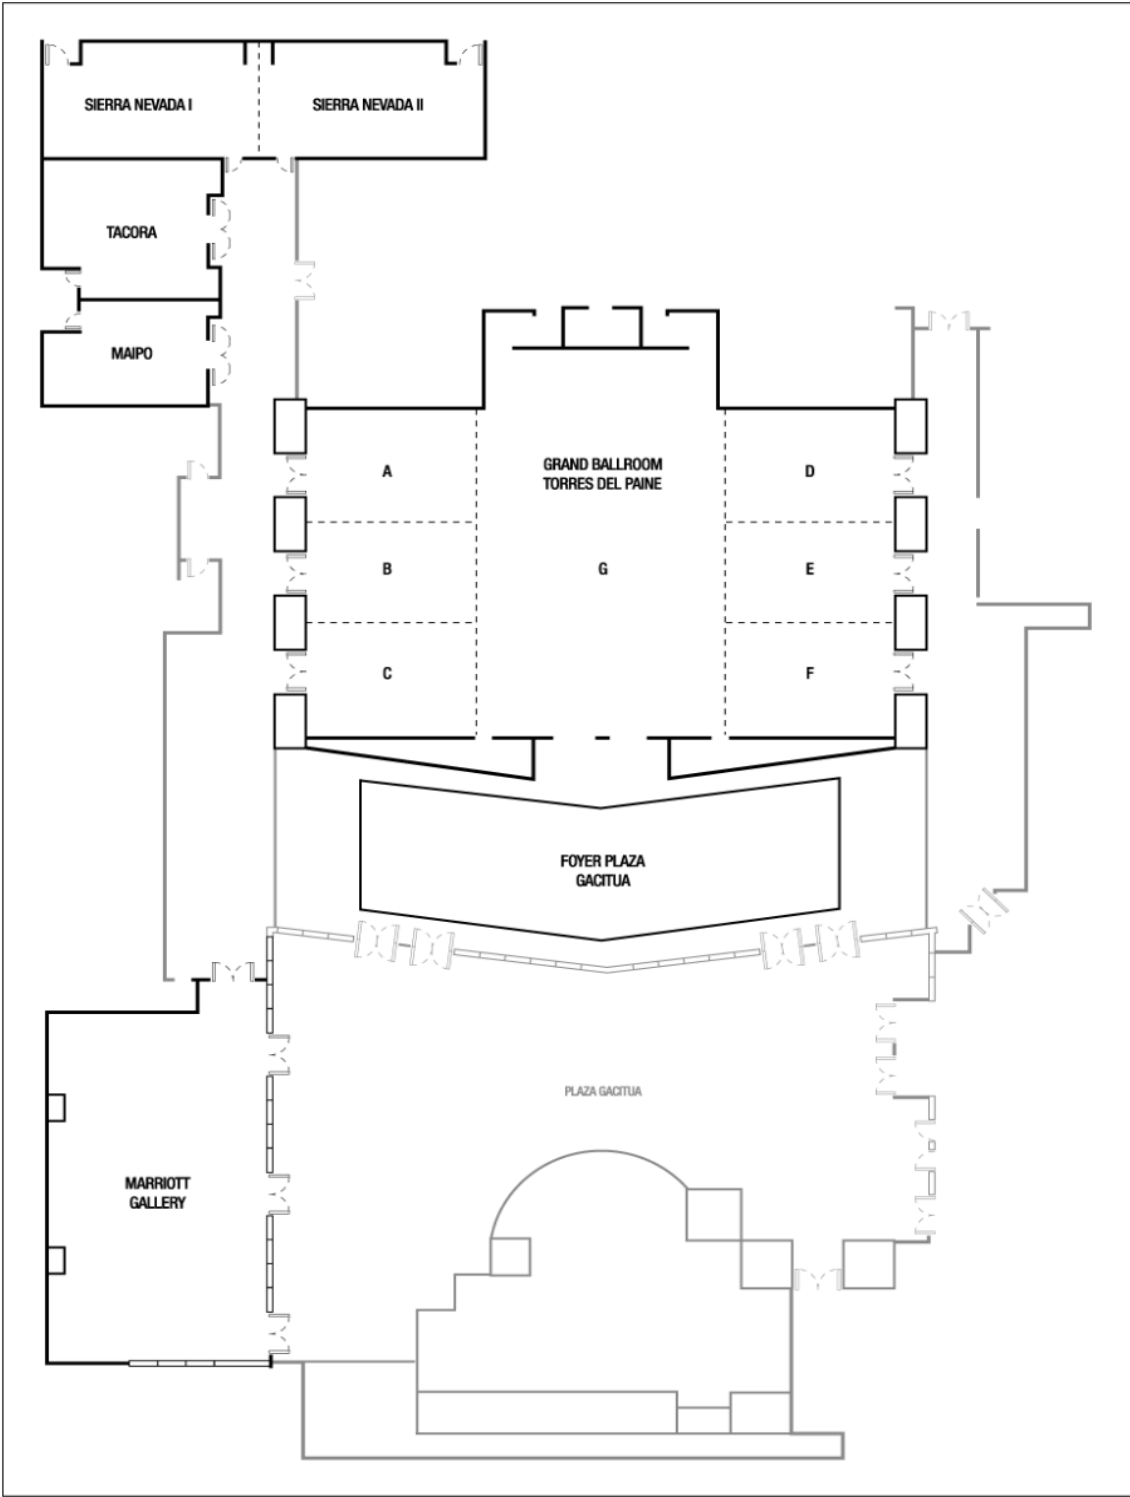 SIERRA NEVADA I
SIERRA NEVADA II
TACORA
MAIPO
A
GRAND BALLROOM
TORRES DEL PAINE
D
B
G
E
C
F
FOYER PLAZA
GACITUA
PLAZA GACITUA
MARRIOTT
GALLERY